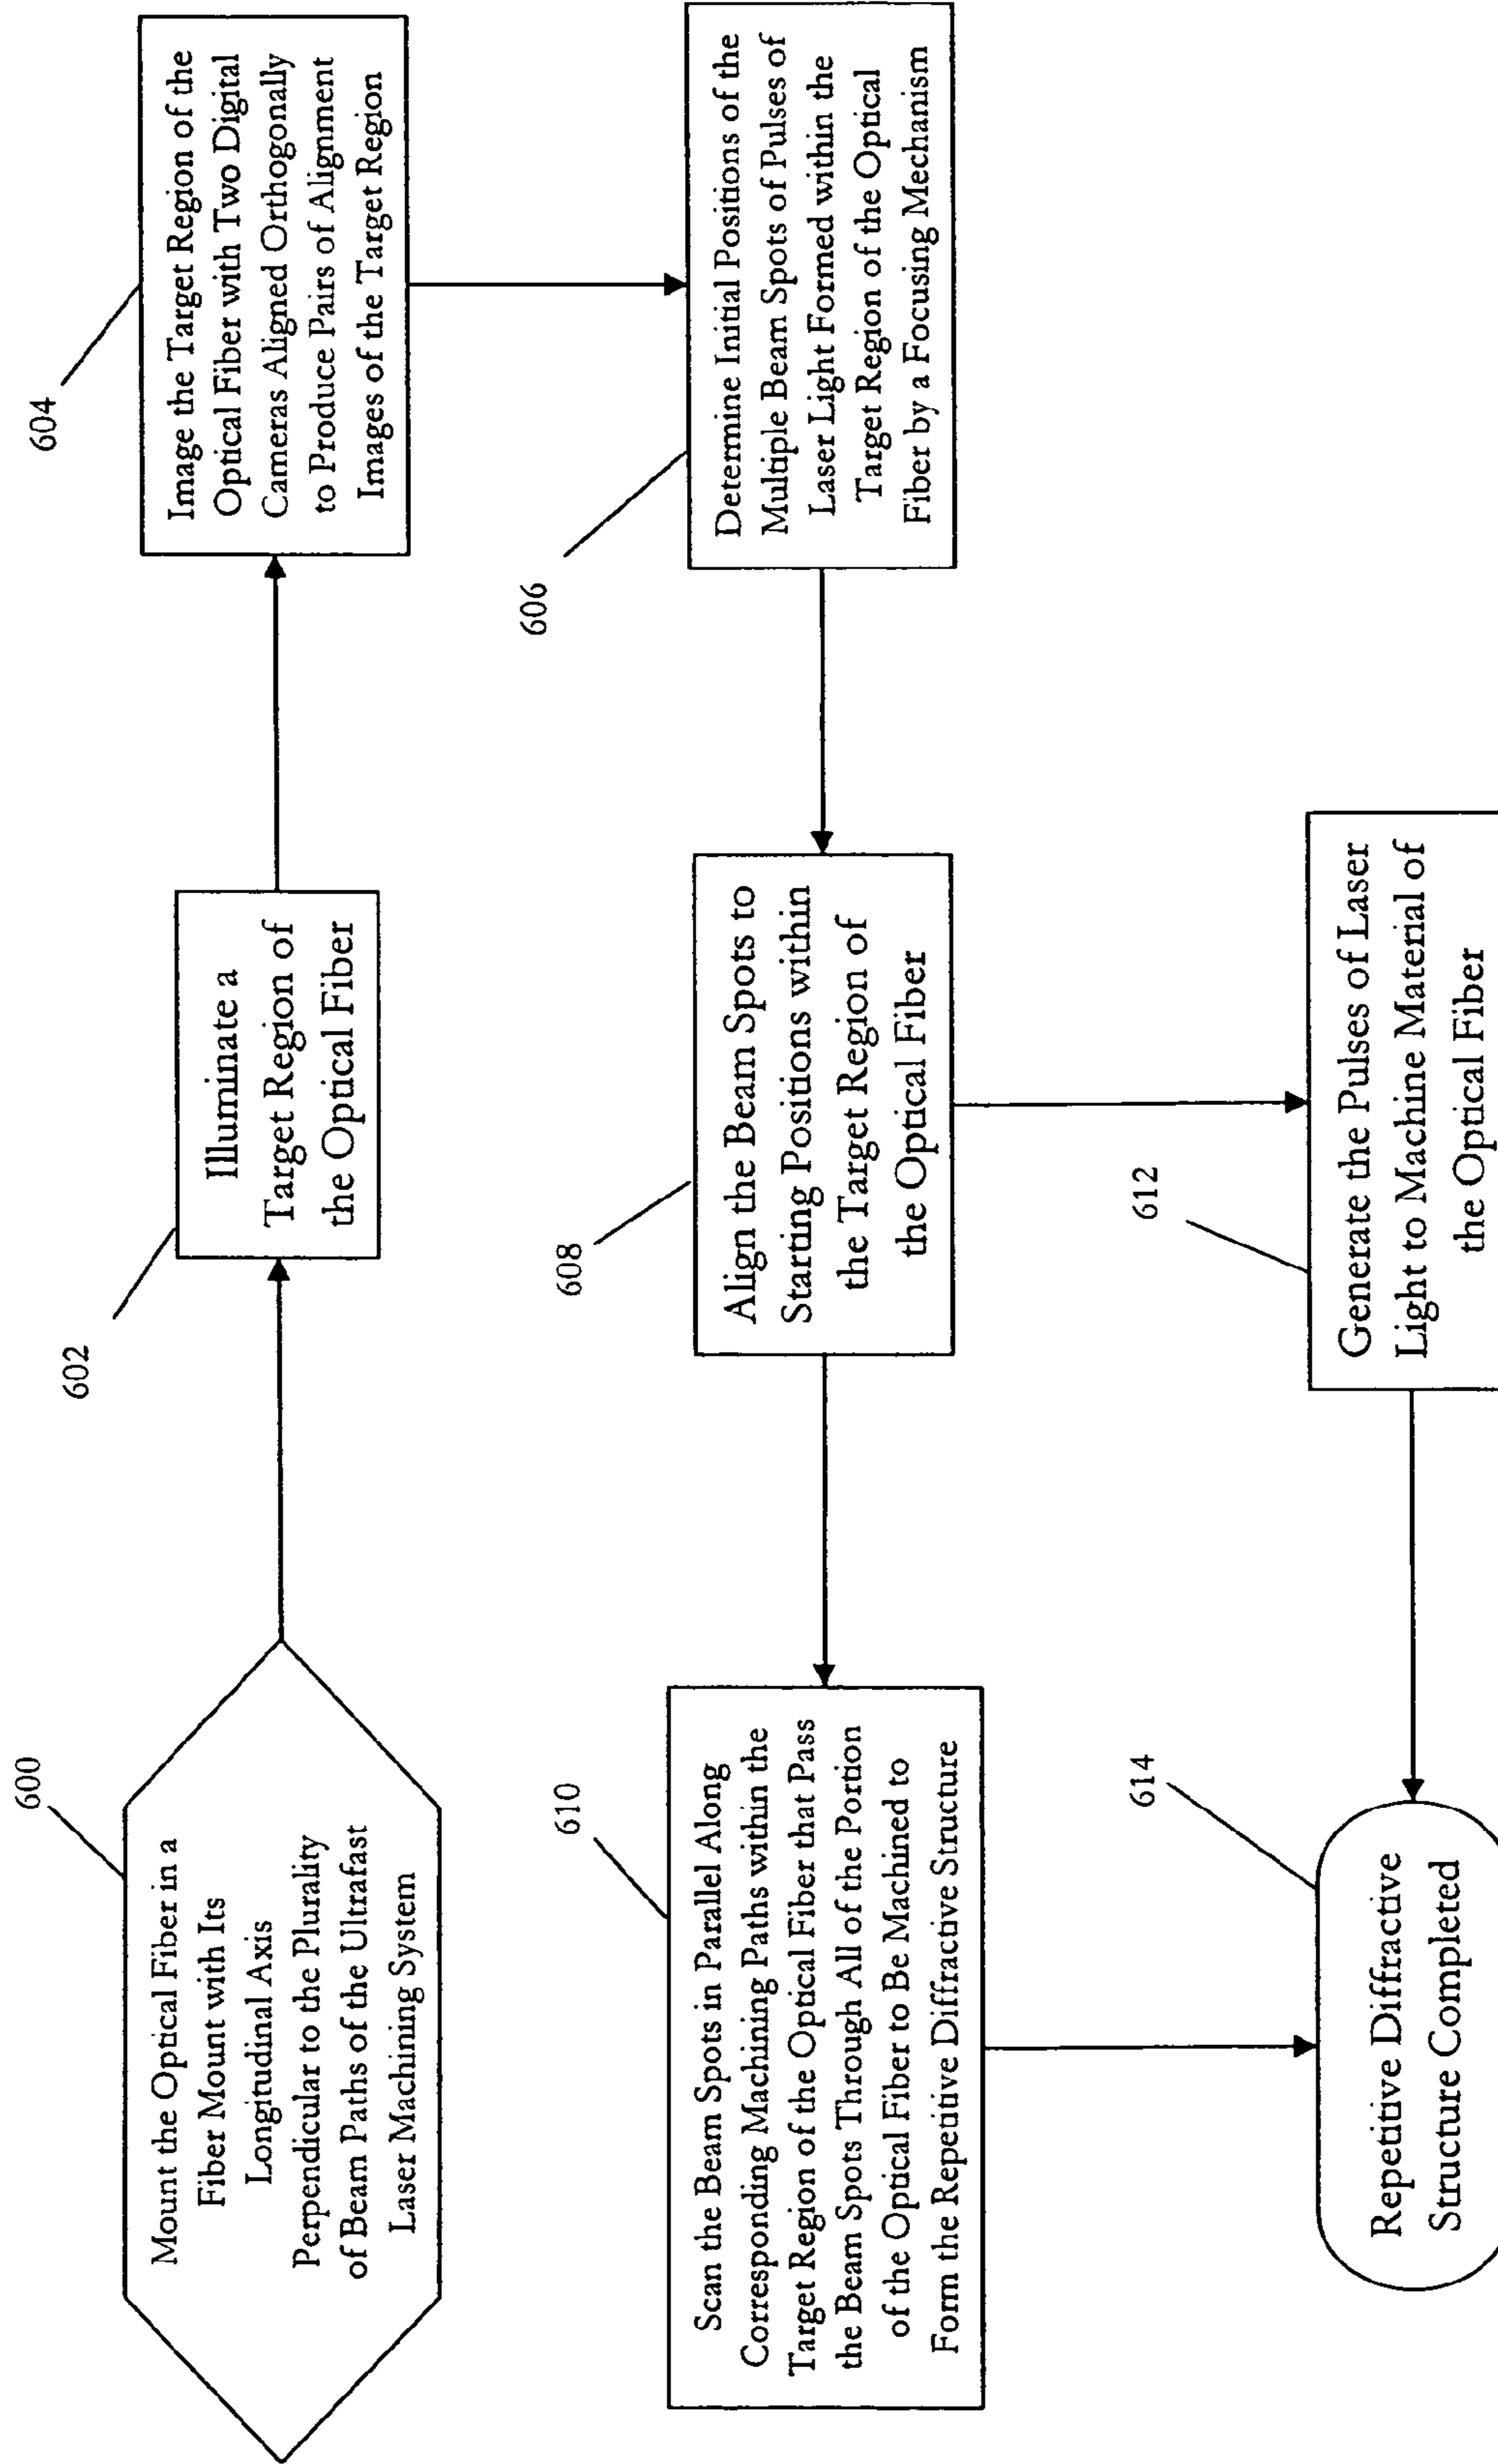 600
Mount the Optical Fiber in a
Fiber Mount with Its
Longitudinal Axis
Perpendicular to the Plurality
of Beam Paths of the Ultrafast
Laser Machining System
602
Illuminate a
Target Region of
the Optical Fiber
604
Image the Target Region of the
Optical Fiber with Two Digital
Cameras Aligned Orthogonally
to Produce Pairs of Alignment
Images of the Target Region
606
Determine Initial Positions of the
Multiple Beam Spots of Pulses of
Laser Light Formed within the
Target Region of the Optical
Fiber by a Focusing Mechanism
608
Align the Beam Spots to
Starting Positions within
the Target Region of
the Optical Fiber
610
Scan the Beam Spots in Parallel Along
Corresponding Machining Paths within the
Target Region of the Optical Fiber that Pass
the Beam Spots Through All of the Portion
of the Optical Fiber to be Machined to
Form the Repetitive Diffractive Structure
612
Generate the Pulses of Laser
Light to Machine Material of
the Optical Fiber
614
Repetitive Diffractive
Structure Completed